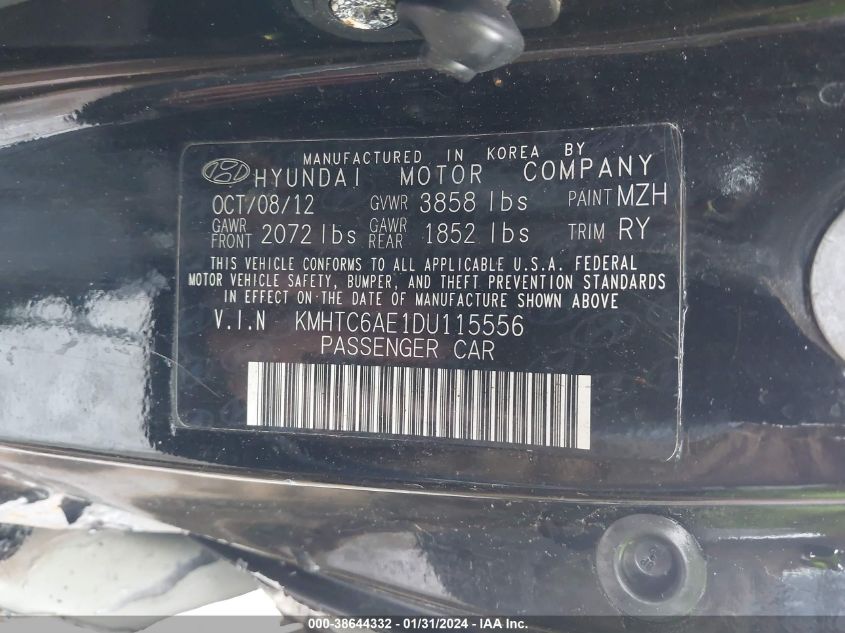 MANUFACTURED IN KOREA BY
HYUNDAI MOTOR COMPANY
OCT/08/12 GVWR 3858 lbs PAINT MZH
GAWR FRONT 2072 lbs GAWR REAR 1852 lbs TRIM RY
THIS VEHICLE CONFORMS TO ALL APPLICABLE U.S.A. FEDERAL
MOTOR VEHICLE SAFETY, BUMPER, AND THEFT PREVENTION STANDARDS
IN EFFECT ON THE DATE OF MANUFACTURE SHOWN ABOVE
V.I.N KMHTC6AE1DU115556
PASSENGER CAR
000-38644332 / 01/31/2024 - IAAI.COM